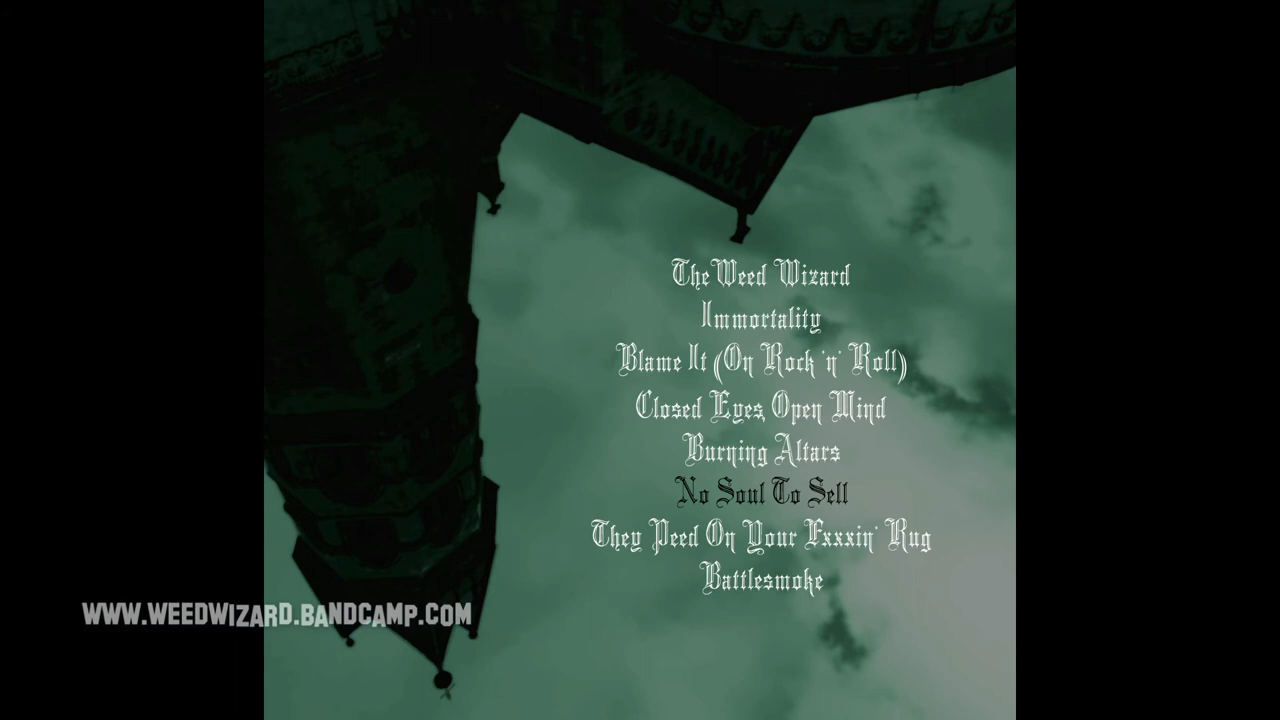 The Weed Wizard
Immortality
Blame It (On Rock 'n' Roll)
Closed Eyes, Open Mind
Burning Altars
No Soul To Sell
They Peed On Your Fxxxin' Rug
Battlesmoke
WWW.WEEDWIZARD.BANDCAMP.COM